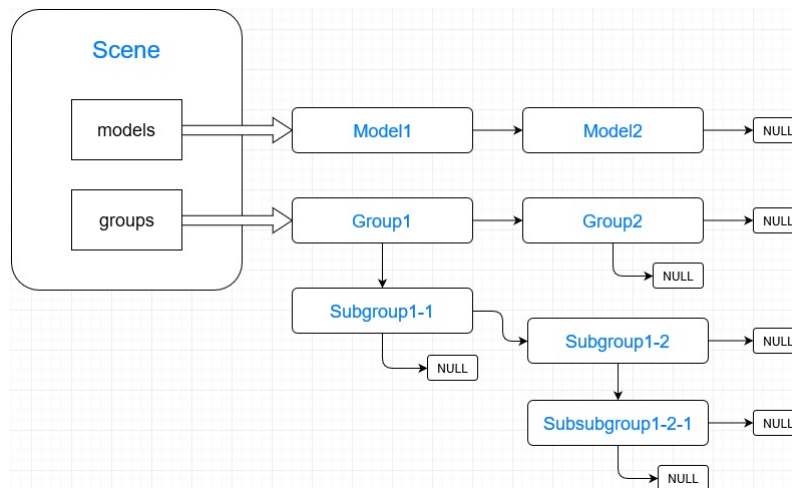 Scene
models
Model1
Model2
NULL
groups
Group1
Group2
NULL
NULL
Subgroup1-1
Subgroup1-2
NULL
NULL
Subsubgroup1-2-1
NULL
NULL